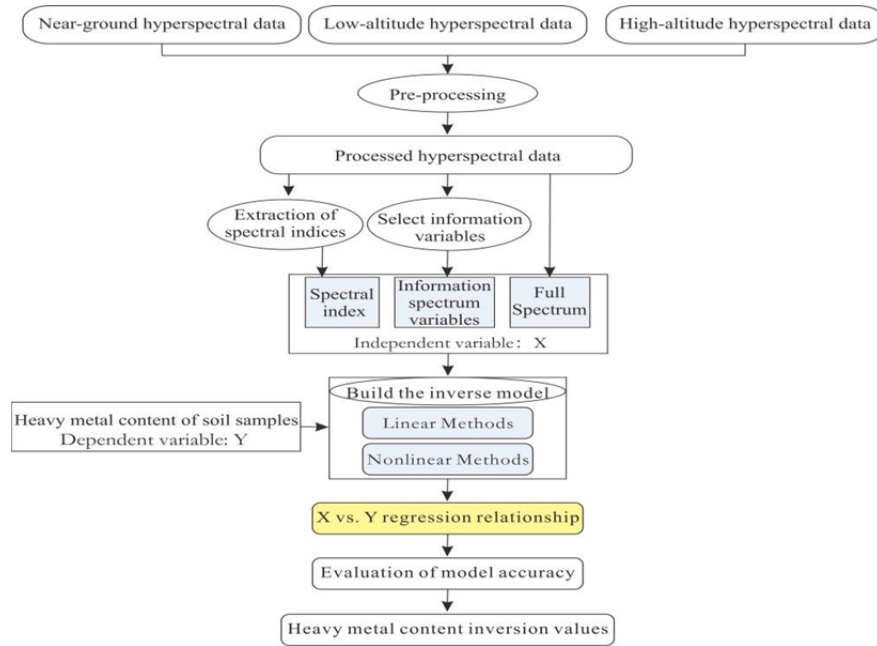 Near-ground hyperspectral data
Low-altitude hyperspectral data
High-altitude hyperspectral data
Pre-processing
Processed hyperspectral data
Extraction of
spectral indices
Select information
variables
Spectral
index
Information
spectrum
variables
Full
Spectrum
Independent variable: X
Build the inverse model
Heavy metal content of soil samples
Dependent variable: Y
Linear Methods
Nonlinear Methods
X vs. Y regression relationship
Evaluation of model accuracy
Heavy metal content inversion values